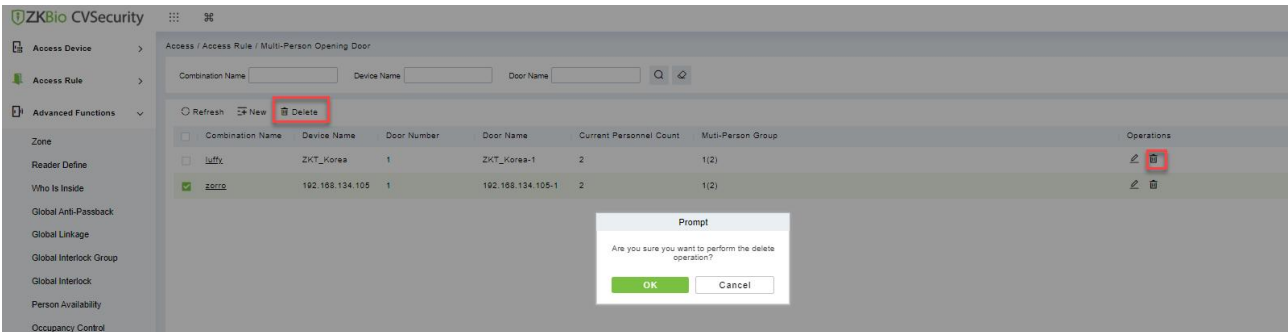 ZKBio CVSecurity
Access Device
Access Rule
Advanced Functions
Zone
Reader Define
Who Is Inside
Global Anti-Passback
Global Linkage
Global Interlock Group
Global Interlock
Person Availability
Occupancy Control
Access / Access Rule / Multi-Person Opening Door
Combination Name Device Name Door Name
Refresh New Delete
Combination Name Device Name Door Number Door Name Current Personnel Count Muti-Person Group Operations
luffy ZKT_Korea 1 ZKT_Korea-1 2 1(2)
zorro 192.168.134.105 1 192.168.134.105-1 2 1(2)
Prompt
Are you sure you want to perform the delete
operation?
OK Cancel